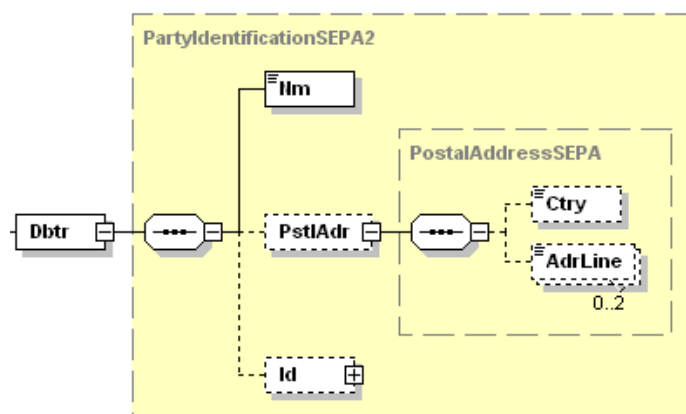 PartyIdentificationSEPA2
Nm
PostalAddressSEPA
Dbtr
PstlAdr
Ctry
AdrLine
0..2
Id